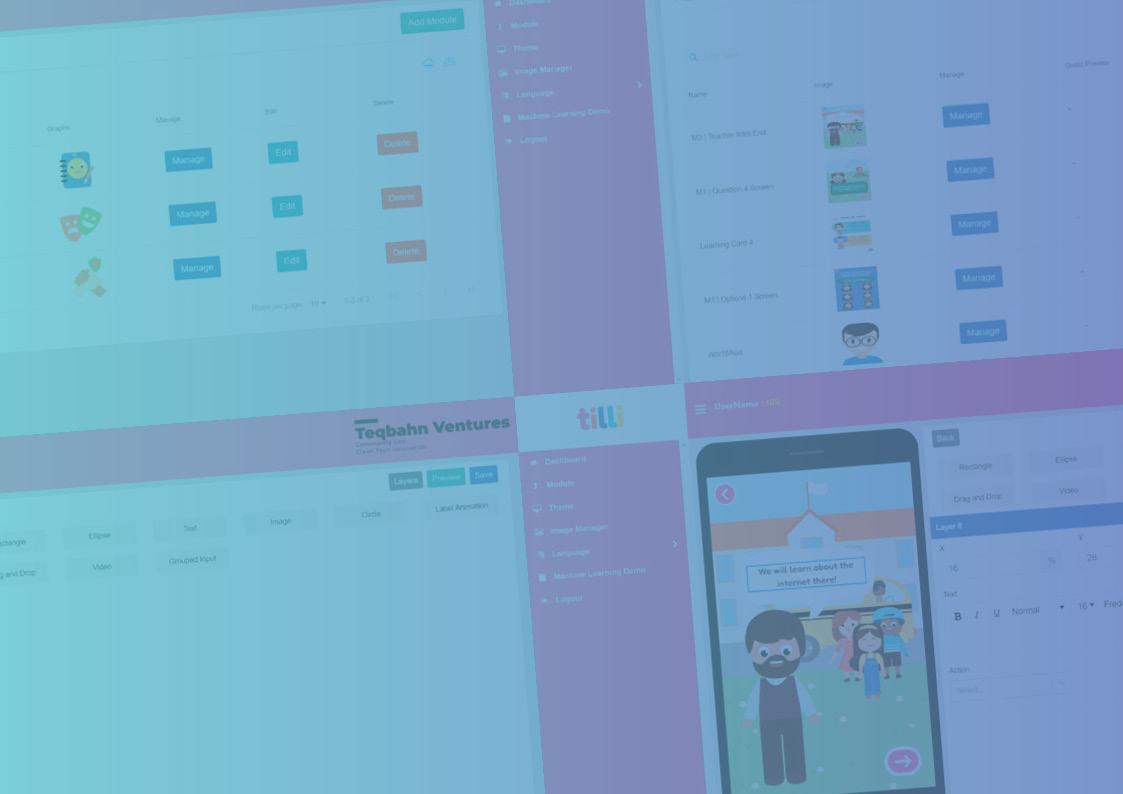 Add Module
Graphic
Manage
Edit
Delete
Manage
Edit
Delete
Manage
Edit
Delete
Manage
Edit
Delete
Rows per page: 10
1-3 of 3
Dashboard
Module
Theme
Image Manager
Language
Machine Learning Demo
Logout
Name
Image
Manage
Quick Preview
M3 | Teacher Intro End
Manage
M1 | Question 4 Screen
Manage
Learning Card 4
Manage
M1 | Options 1 Screen
Manage
Manage
Teqbahn Ventures
Community Led
Clean Tech Innovation
Layers
Preview
Save
Rectangle
Ellipse
Text
Image
Circle
Label Animation
Drag and Drop
Video
Grouped Input
tilli
Dashboard
Module
Theme
Image Manager
Language
Machine Learning Demo
Logout
UserName : tilli
We will learn about the
internet there!
Back
Rectangle
Ellipse
Drag and Drop
Video
Layer 8
X
Y
16
%
28
Text
B I U Normal 16
Action
Select...